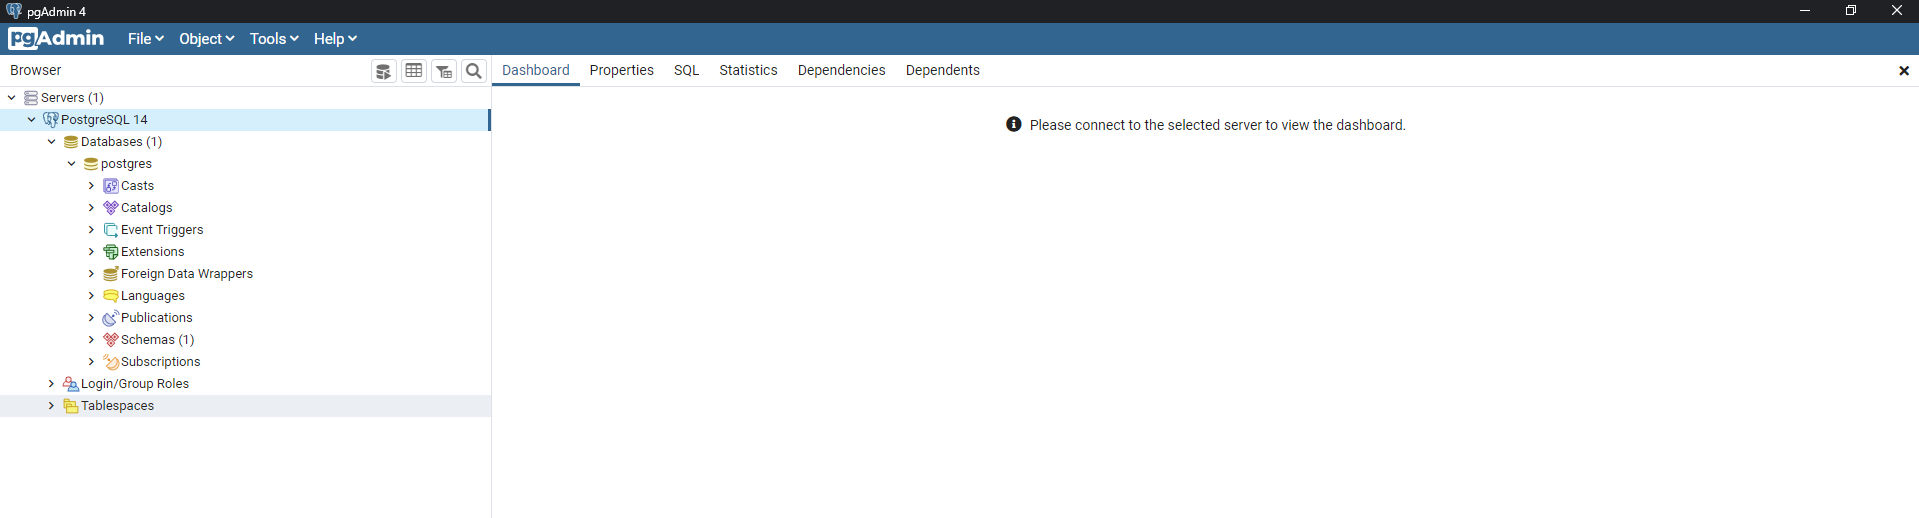 pgAdmin 4
pgAdmin File Object Tools Help
Browser
Dashboard Properties SQL Statistics Dependencies Dependents
Servers (1)
PostgreSQL 14
Databases (1)
postgres
Casts
Catalogs
Event Triggers
Extensions
Foreign Data Wrappers
Languages
Publications
Schemas (1)
Subscriptions
Login/Group Roles
Tablespaces
Please connect to the selected server to view the dashboard.